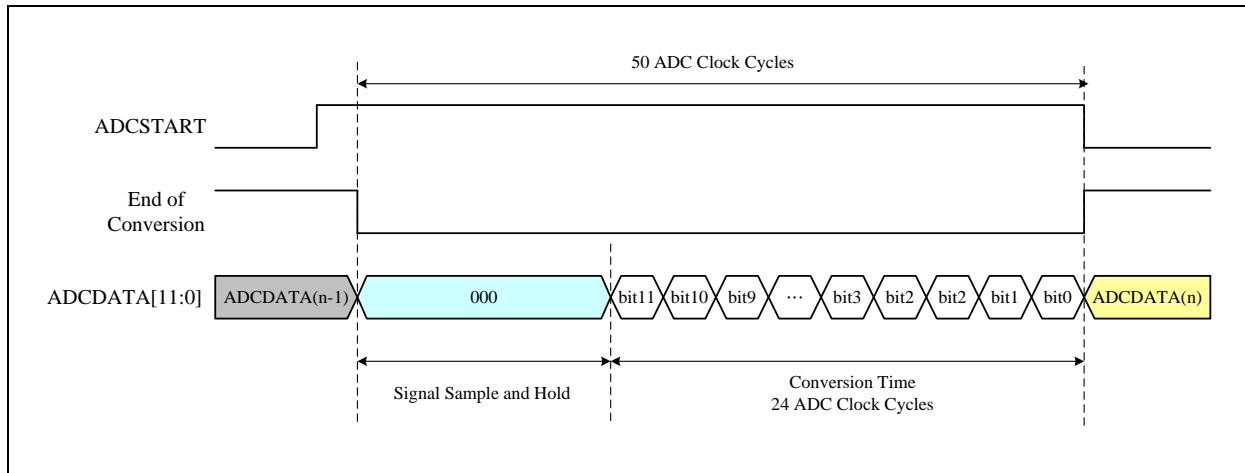 50 ADC Clock Cycles
ADCSTART
End of
Conversion
ADCDATA[11:0]
ADCDATA(n-1)
000
bit11
bit10
bit9
...
bit3
bit2
bit2
bit1
bit0
ADCDATA(n)
Signal Sample and Hold
Conversion Time
24 ADC Clock Cycles